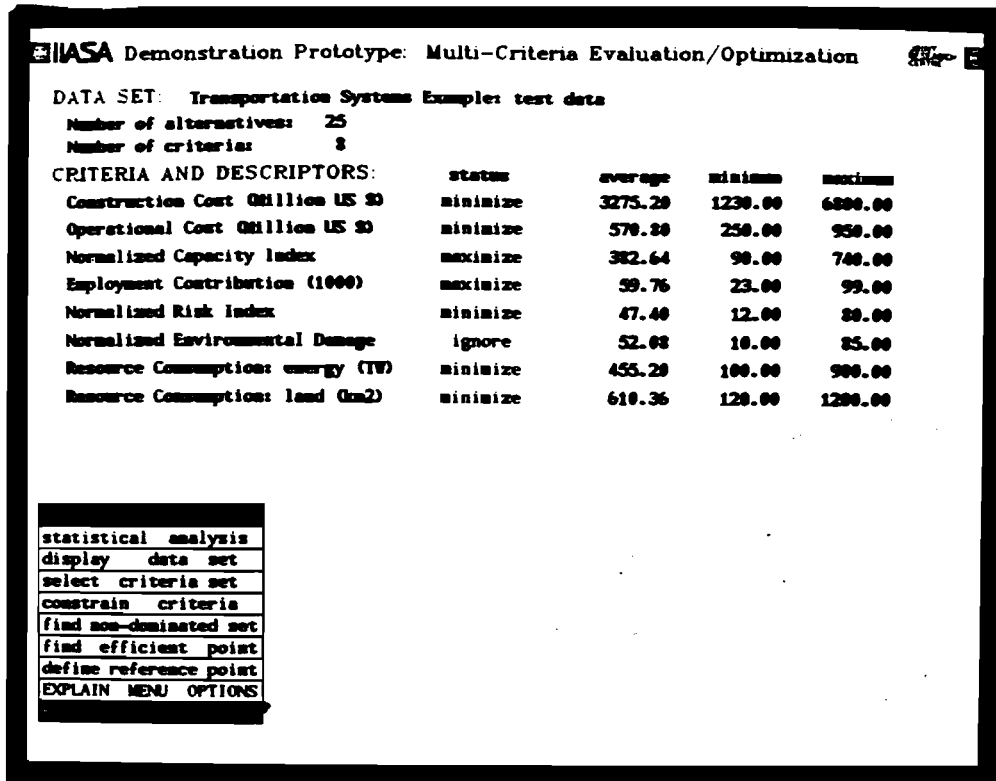 IIASA Demonstration Prototype: Multi-Criteria Evaluation/Optimization
DATA SET: Transportation Systems Example: test data
Number of alternatives: 25
Number of criteria: 8
CRITERIA AND DESCRIPTORS: status average minimum maximum
Construction Cost (Million US $) minimize 3275.20 1230.00 6800.00
Operational Cost (Million US $) minimize 570.80 250.00 950.00
Normalized Capacity Index maximize 382.64 90.00 740.00
Employment Contribution (1000) maximize 59.76 23.00 99.00
Normalized Risk Index minimize 47.40 12.00 80.00
Normalized Environmental Damage ignore 52.08 10.00 85.00
Resource Consumption: energy (TW) minimize 455.20 100.00 900.00
Resource Consumption: land (km2) minimize 610.36 120.00 1200.00
statistical analysis
display data set
select criteria set
constrain criteria
find non-dominated set
find efficient point
define reference point
EXPLAIN MENU OPTIONS